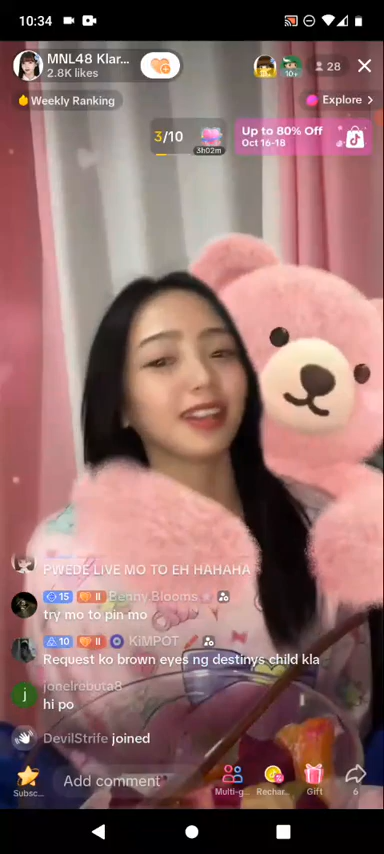 10:34
MNL48 Klar...
2.8K likes
10+
28
Weekly Ranking
Explore
3/10
3h02m
Up to 80% Off
Oct 16-18
PWEDE LIVE MO TO EH HAHAHA
15 II Benny.Blooms
try mo to pin mo
10 II KiMPOT
Request ko brown eyes ng destinys child kla
j jonelrebuta8
hi po
DevilStrife joined
Subsc...
Add comment
Multi-g...
Rechar...
Gift
6